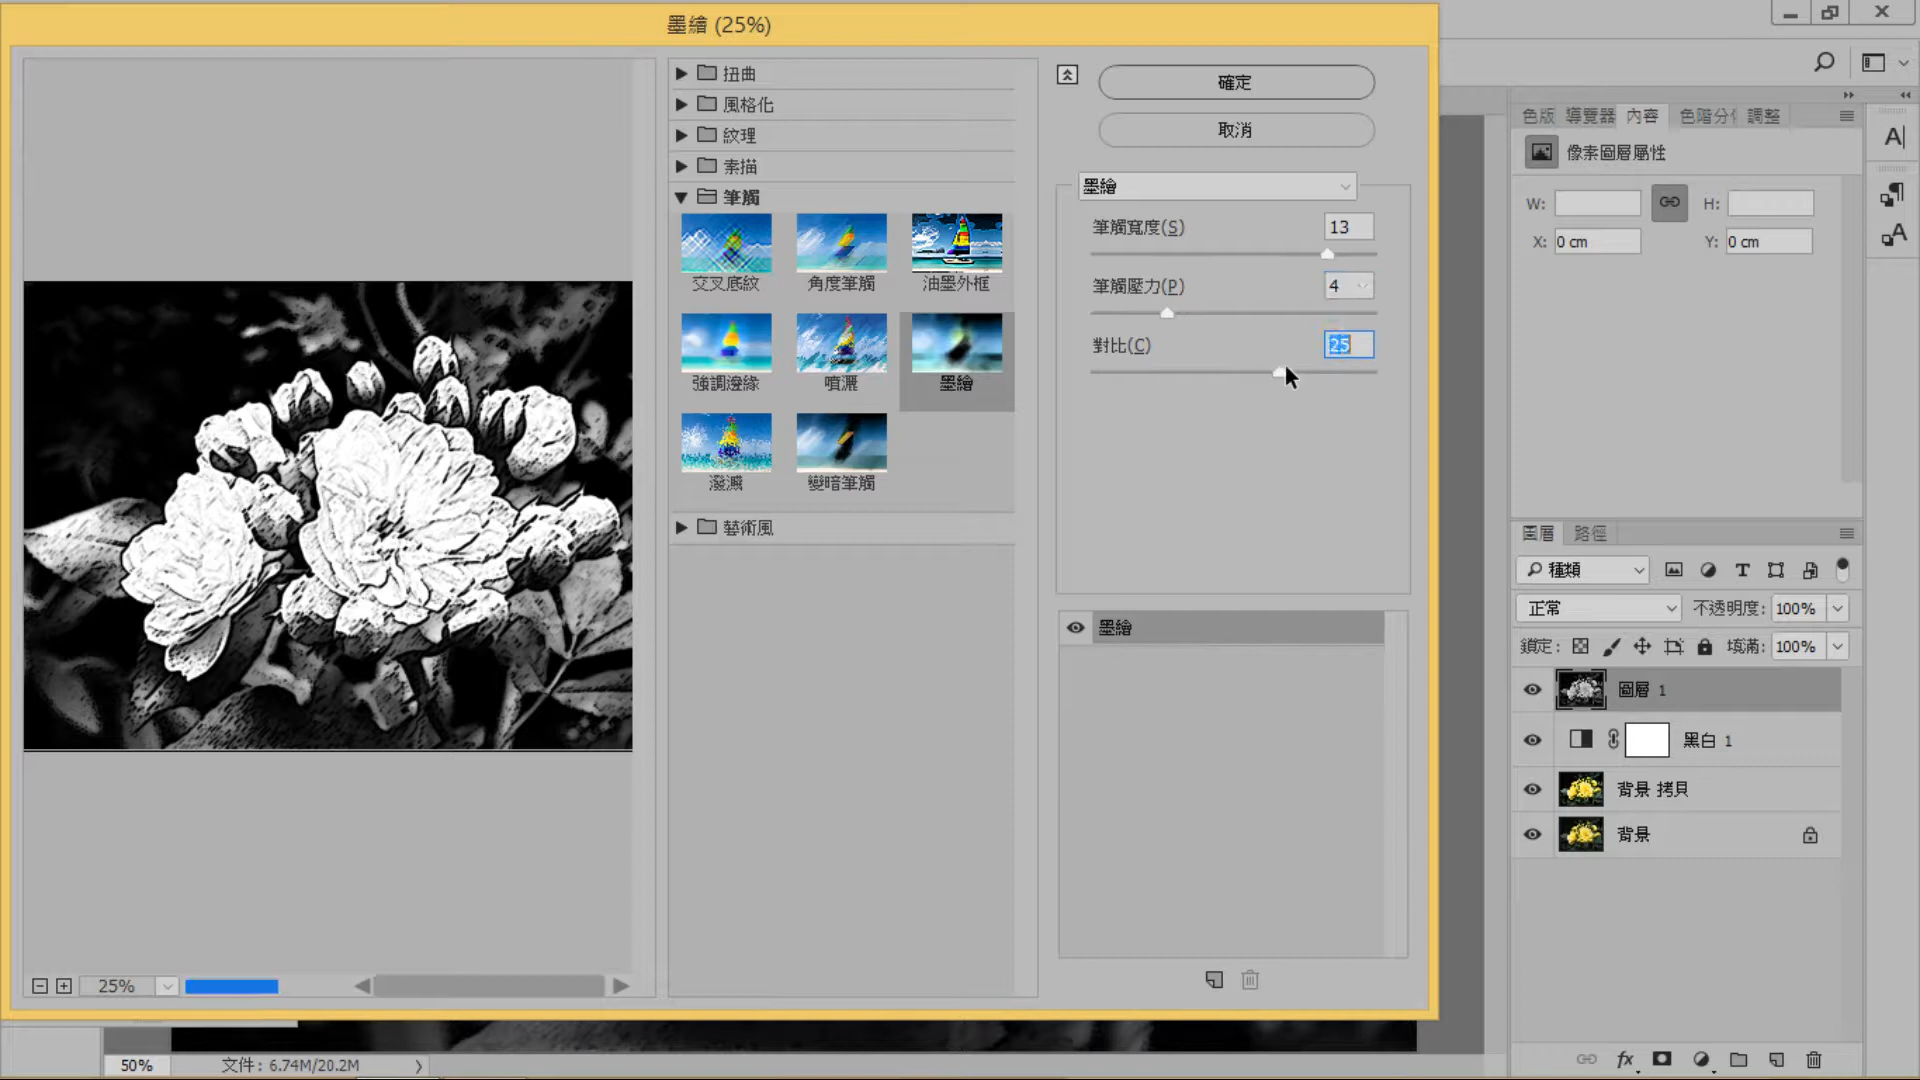 墨繪 (25%)
扭曲
風格化
紋理
素描
筆觸
交叉底紋
角度筆觸
油墨外框
強調邊緣
噴灑
墨繪
潑濺
變暗筆觸
藝術風
25%
確定
取消
墨繪
筆觸寬度(S)
13
筆觸壓力(P)
4
對比(C)
25
墨繪
50%
文件: 6.74M/20.2M
色版
導覽器
內容
色階分佈
調整
像素圖層屬性
W:
H:
X: 0 cm
Y: 0 cm
圖層
路徑
種類
正常
不透明度: 100%
鎖定:
填滿: 100%
圖層 1
黑白 1
背景 拷貝
背景